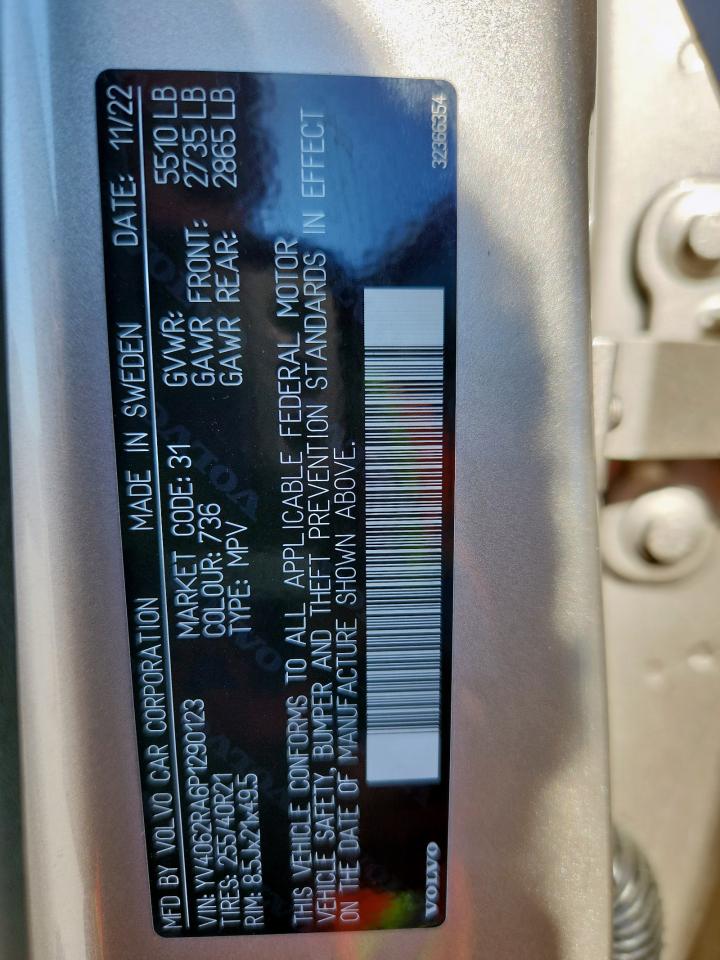 MFD BY VOLVO CAR CORPORATION MADE IN SWEDEN DATE: 11/22
VIN: YV4062RA6P1290123 MARKET CODE: 31 GVWR: 5510 LB
TIRES: 255/40R21 COLOUR: 736 GAWR FRONT: 2735 LB
RIM: 8.5Jx21x49.5 TYPE: MPV GAWR REAR: 2865 LB
THIS VEHICLE CONFORMS TO ALL APPLICABLE FEDERAL MOTOR
VEHICLE SAFETY, BUMPER AND THEFT PREVENTION STANDARDS IN EFFECT
ON THE DATE OF MANUFACTURE SHOWN ABOVE.
VOLVO 32366354